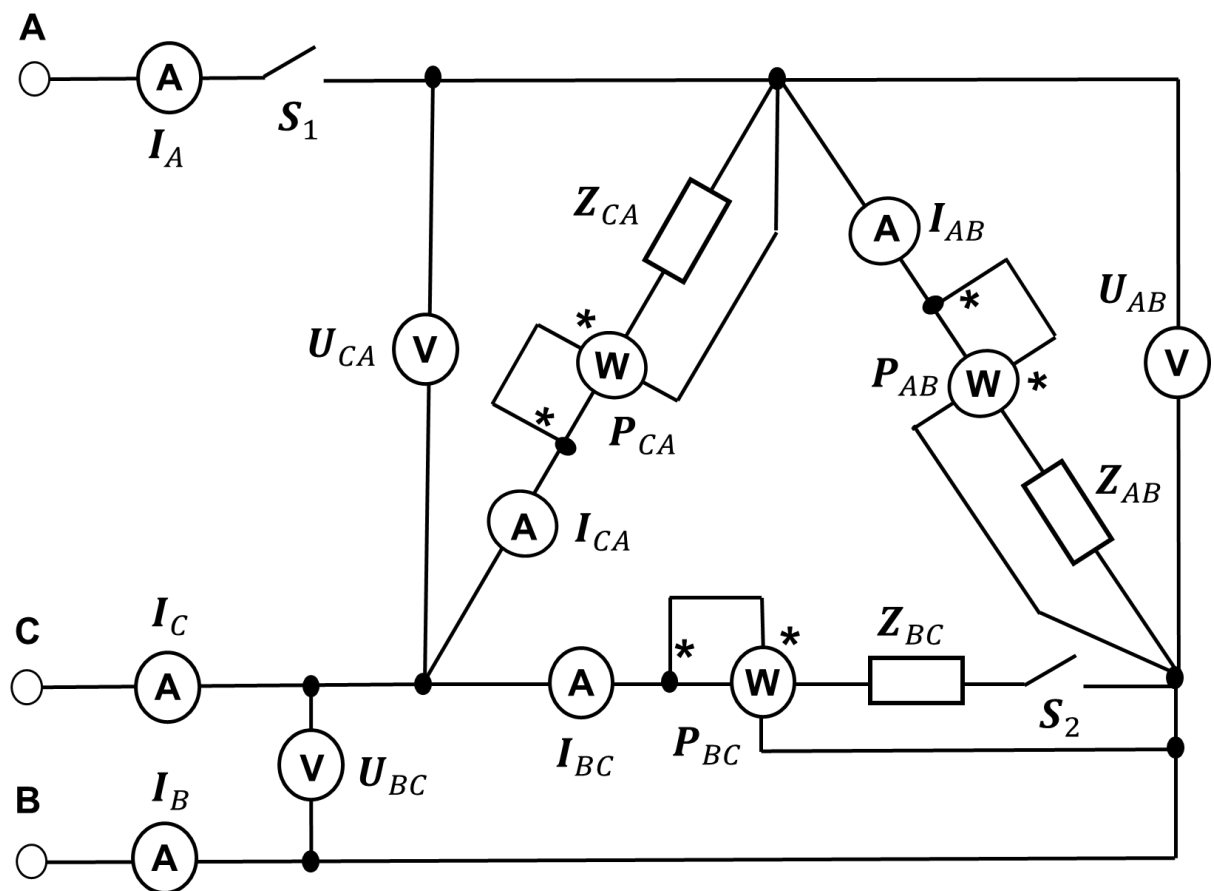 A
A
I_A
S_1
Z_CA
A
I_AB
*
U_AB
U_CA
V
*
W
P_CA
*
P_AB
W
*
V
A
I_CA
Z_AB
C
I_C
A
A
I_BC
*
W
*
P_BC
Z_BC
S_2
V
U_BC
B
I_B
A